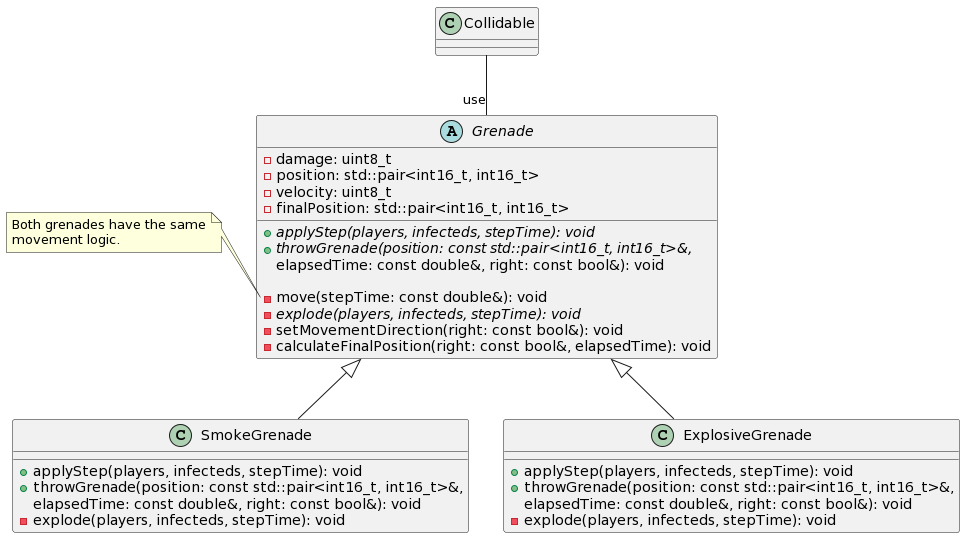 C Collidable
use
A Grenade
damage: uint8_t
position: std::pair<int16_t, int16_t>
velocity: uint8_t
finalPosition: std::pair<int16_t, int16_t>
Both grenades have the same
movement logic.
applyStep(players, infecteds, stepTime): void
throwGrenade(position: const std::pair<int16_t, int16_t>&,
elapsedTime: const double&, right: const bool&): void
move(stepTime: const double&): void
explode(players, infecteds, stepTime): void
setMovementDirection(right: const bool&): void
calculateFinalPosition(right: const bool&, elapsedTime): void
C SmokeGrenade
applyStep(players, infecteds, stepTime): void
throwGrenade(position: const std::pair<int16_t, int16_t>&,
elapsedTime: const double&, right: const bool&): void
explode(players, infecteds, stepTime): void
C ExplosiveGrenade
applyStep(players, infecteds, stepTime): void
throwGrenade(position: const std::pair<int16_t, int16_t>&,
elapsedTime: const double&, right: const bool&): void
explode(players, infecteds, stepTime): void